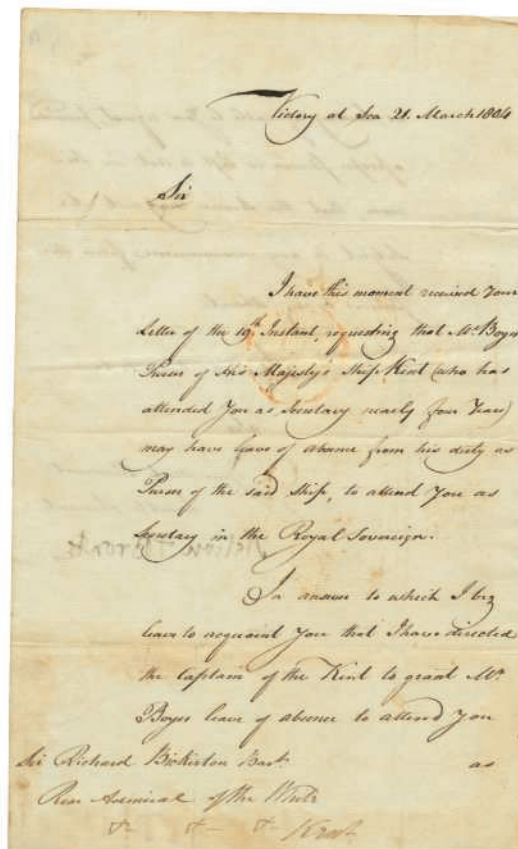 Victory at Sea 21. March 1804
Sir
I have this moment received Your
Letter of the 19th Instant, requesting that Mr. Boyes
Purser of His Majesty's Ship Kent (who has
attended You as Secretary nearly four Years)
may have leave of absence from his duty as
Purser of the said Ship, to attend You as
Secretary in the Royal Sovereign.
In answer to which I beg
leave to acquaint You that I have directed
the Captain of the Kent to grant Mr.
Boyes leave of absence to attend You
as
Sir Richard Bickerton Bart.
Rear Admiral of the White
&c &c &c Kent